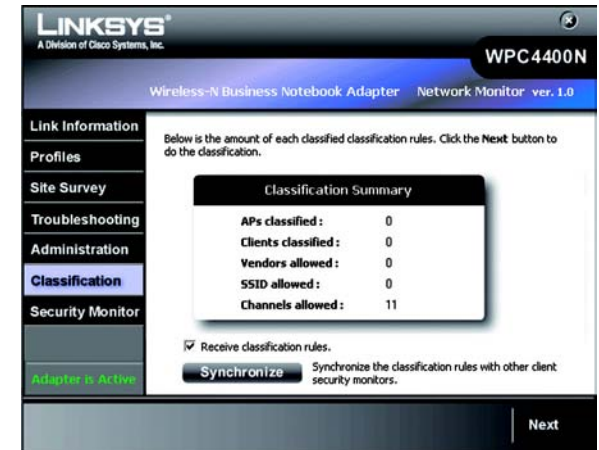 LINKSYS®
A Division of Cisco Systems, Inc.
WPC4400N
Wireless-N Business Notebook Adapter Network Monitor ver. 1.0
Link Information
Profiles
Site Survey
Troubleshooting
Administration
Classification
Security Monitor
Adapter is Active
Below is the amount of each classified classification rules. Click the Next button to
do the classification.
Classification Summary
APs classified : 0
Clients classified : 0
Vendors allowed : 0
SSID allowed : 0
Channels allowed : 11
Receive classification rules.
Synchronize
Synchronize the classification rules with other client
security monitors.
Next